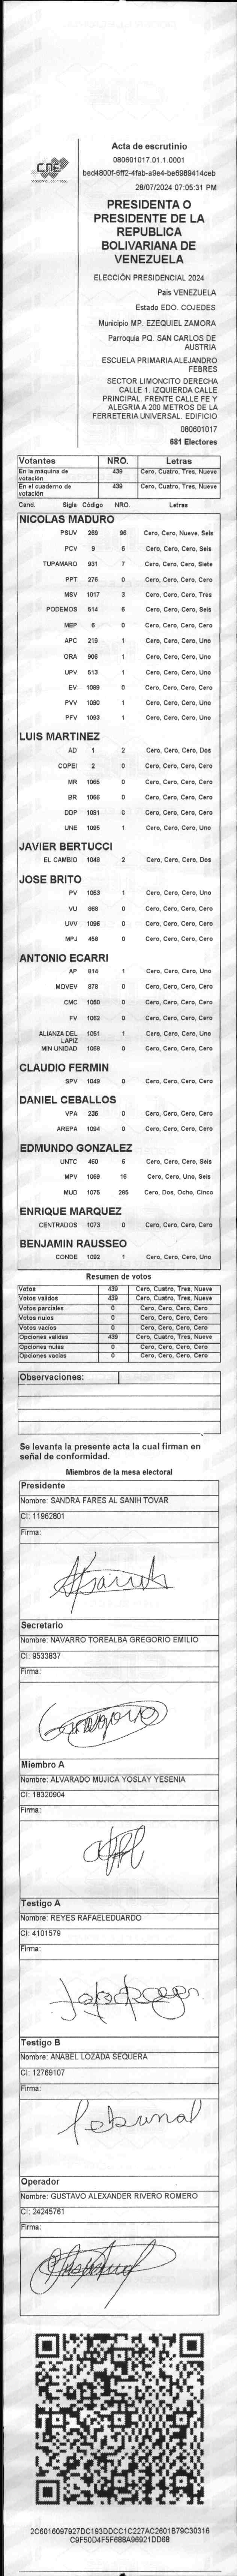 CNE
Acta de escrutinio
080601017.01.1.0001
bed4800f-6ff2-4fab-a9e4-be6989414ceb
28/07/2024 07:05:31 PM
PRESIDENTA O
PRESIDENTE DE LA
REPUBLICA
BOLIVARIANA DE
VENEZUELA
ELECCIÓN PRESIDENCIAL 2024
Pais VENEZUELA
Estado EDO. COJEDES
Municipio MP. EZEQUIEL ZAMORA
Parroquia PQ. SAN CARLOS DE
AUSTRIA
ESCUELA PRIMARIA ALEJANDRO
FEBRES
SECTOR LIMONCITO DERECHA
CALLE 1. IZQUIERDA CALLE
PRINCIPAL. FRENTE CALLE FE Y
ALEGRIA A 200 METROS DE LA
FERRETERIA UNIVERSAL. EDIFICIO
080601017
681 Electores
Votantes NRO. Letras
En la máquina de votación 439 Cero, Cuatro, Tres, Nueve
En el cuaderno de votación 439 Cero, Cuatro, Tres, Nueve
Cand. Sigla Código NRO. Letras
NICOLAS MADURO
PSUV 269 96 Cero, Cero, Nueve, Seis
PCV 9 6 Cero, Cero, Cero, Seis
TUPAMARO 931 7 Cero, Cero, Cero, Siete
PPT 276 0 Cero, Cero, Cero, Cero
MSV 1017 3 Cero, Cero, Cero, Tres
PODEMOS 514 6 Cero, Cero, Cero, Seis
MEP 6 0 Cero, Cero, Cero, Cero
APC 219 1 Cero, Cero, Cero, Uno
ORA 906 1 Cero, Cero, Cero, Uno
UPV 513 1 Cero, Cero, Cero, Uno
EV 1089 0 Cero, Cero, Cero, Cero
PVV 1090 1 Cero, Cero, Cero, Uno
PFV 1093 1 Cero, Cero, Cero, Uno
LUIS MARTINEZ
AD 1 2 Cero, Cero, Cero, Dos
COPEI 2 0 Cero, Cero, Cero, Cero
MR 1065 0 Cero, Cero, Cero, Cero
BR 1066 0 Cero, Cero, Cero, Cero
DDP 1091 0 Cero, Cero, Cero, Cero
UNE 1095 1 Cero, Cero, Cero, Uno
JAVIER BERTUCCI
EL CAMBIO 1048 2 Cero, Cero, Cero, Dos
JOSE BRITO
PV 1053 1 Cero, Cero, Cero, Uno
VU 868 0 Cero, Cero, Cero, Cero
UVV 1096 0 Cero, Cero, Cero, Cero
MPJ 458 0 Cero, Cero, Cero, Cero
ANTONIO ECARRI
AP 814 1 Cero, Cero, Cero, Uno
MOVEV 878 0 Cero, Cero, Cero, Cero
CMC 1050 0 Cero, Cero, Cero, Cero
FV 1062 0 Cero, Cero, Cero, Cero
ALIANZA DEL LAPIZ 1051 1 Cero, Cero, Cero, Uno
MIN UNIDAD 1068 0 Cero, Cero, Cero, Cero
CLAUDIO FERMIN
SPV 1049 0 Cero, Cero, Cero, Cero
DANIEL CEBALLOS
VPA 236 0 Cero, Cero, Cero, Cero
AREPA 1094 0 Cero, Cero, Cero, Cero
EDMUNDO GONZALEZ
UNTC 460 6 Cero, Cero, Cero, Seis
MPV 1069 16 Cero, Cero, Uno, Seis
MUD 1075 285 Cero, Dos, Ocho, Cinco
ENRIQUE MARQUEZ
CENTRADOS 1073 0 Cero, Cero, Cero, Cero
BENJAMIN RAUSSEO
CONDE 1092 1 Cero, Cero, Cero, Uno
Resumen de votos
Votos 439 Cero, Cuatro, Tres, Nueve
Votos validos 439 Cero, Cuatro, Tres, Nueve
Votos parciales 0 Cero, Cero, Cero, Cero
Votos nulos 0 Cero, Cero, Cero, Cero
Votos vacios 0 Cero, Cero, Cero, Cero
Opciones validas 439 Cero, Cuatro, Tres, Nueve
Opciones nulas 0 Cero, Cero, Cero, Cero
Opciones vacias 0 Cero, Cero, Cero, Cero
Observaciones:
Se levanta la presente acta la cual firman en
señal de conformidad.
Miembros de la mesa electoral
Presidente
Nombre: SANDRA FARES AL SANIH TOVAR
CI: 11962801
Firma:
Secretario
Nombre: NAVARRO TOREALBA GREGORIO EMILIO
CI: 9533837
Firma:
Miembro A
Nombre: ALVARADO MUJICA YOSLAY YESENIA
CI: 18320904
Firma:
Testigo A
Nombre: REYES RAFAELEDUARDO
CI: 4101579
Firma:
Testigo B
Nombre: ANABEL LOZADA SEQUERA
CI: 12769107
Firma:
Operador
Nombre: GUSTAVO ALEXANDER RIVERO ROMERO
CI: 24245761
Firma:
2C6016097927DC193DDCC1C227AC2601B79C30316
C9F50D4F5F688A96921DD68